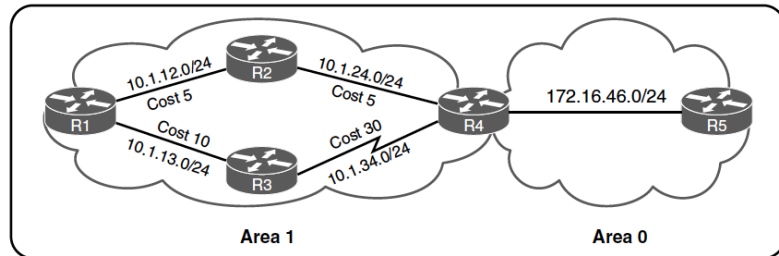 10.1.12.0/24
Cost 5
R1
R2
10.1.24.0/24
Cost 5
Cost 10
10.1.13.0/24
R3
Cost 30
10.1.34.0/24
R4
172.16.46.0/24
R5
Area 1
Area 0